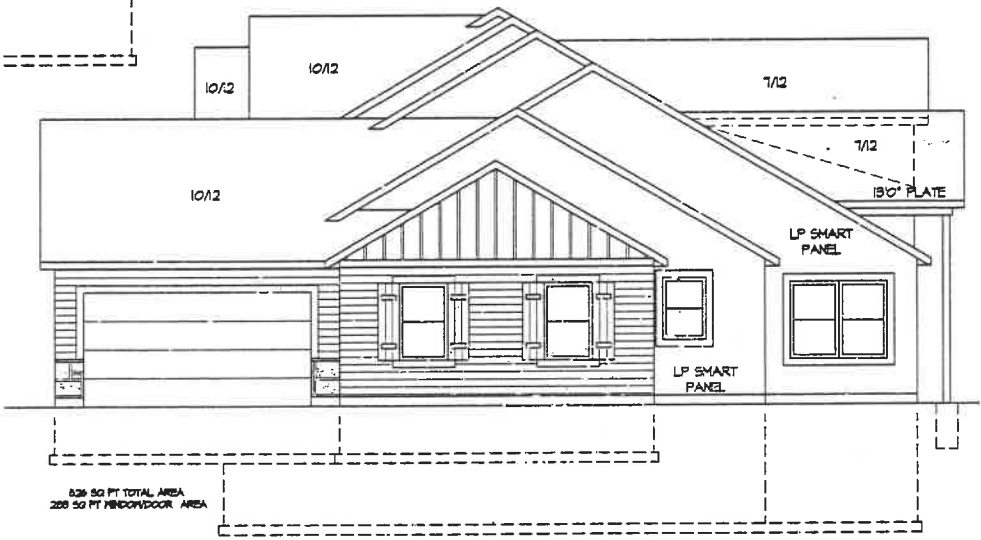 10/12
10/12
7/12
7/12
10/12
13'0" PLATE
LP SMART
PANEL
LP SMART
PANEL
SQ FT TOTAL AREA
SQ FT WINDOW/DOOR AREA